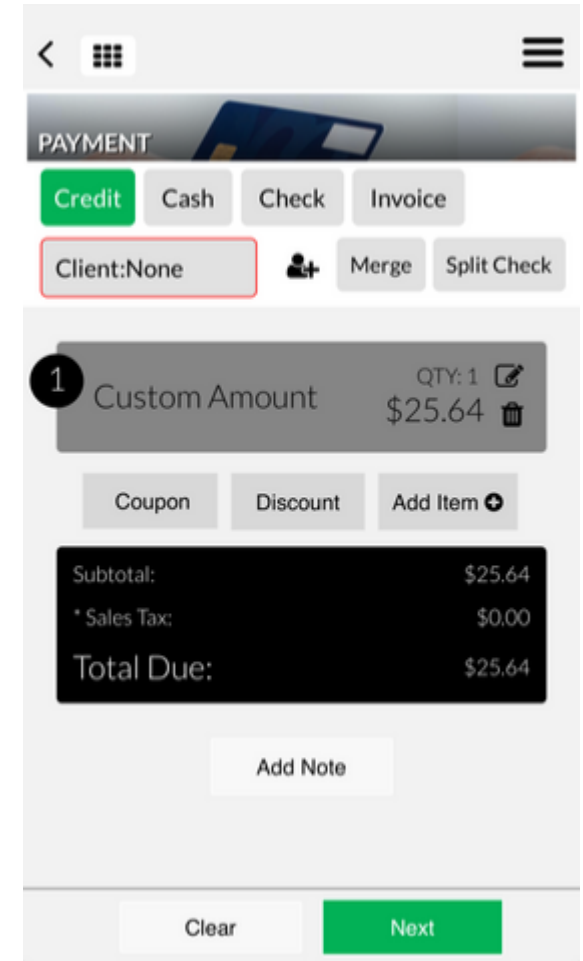 PAYMENT
Credit Cash Check Invoice
Client:None Merge Split Check
1 Custom Amount QTY: 1
$25.64
Coupon Discount Add Item
Subtotal: $25.64
* Sales Tax: $0.00
Total Due: $25.64
Add Note
Clear Next